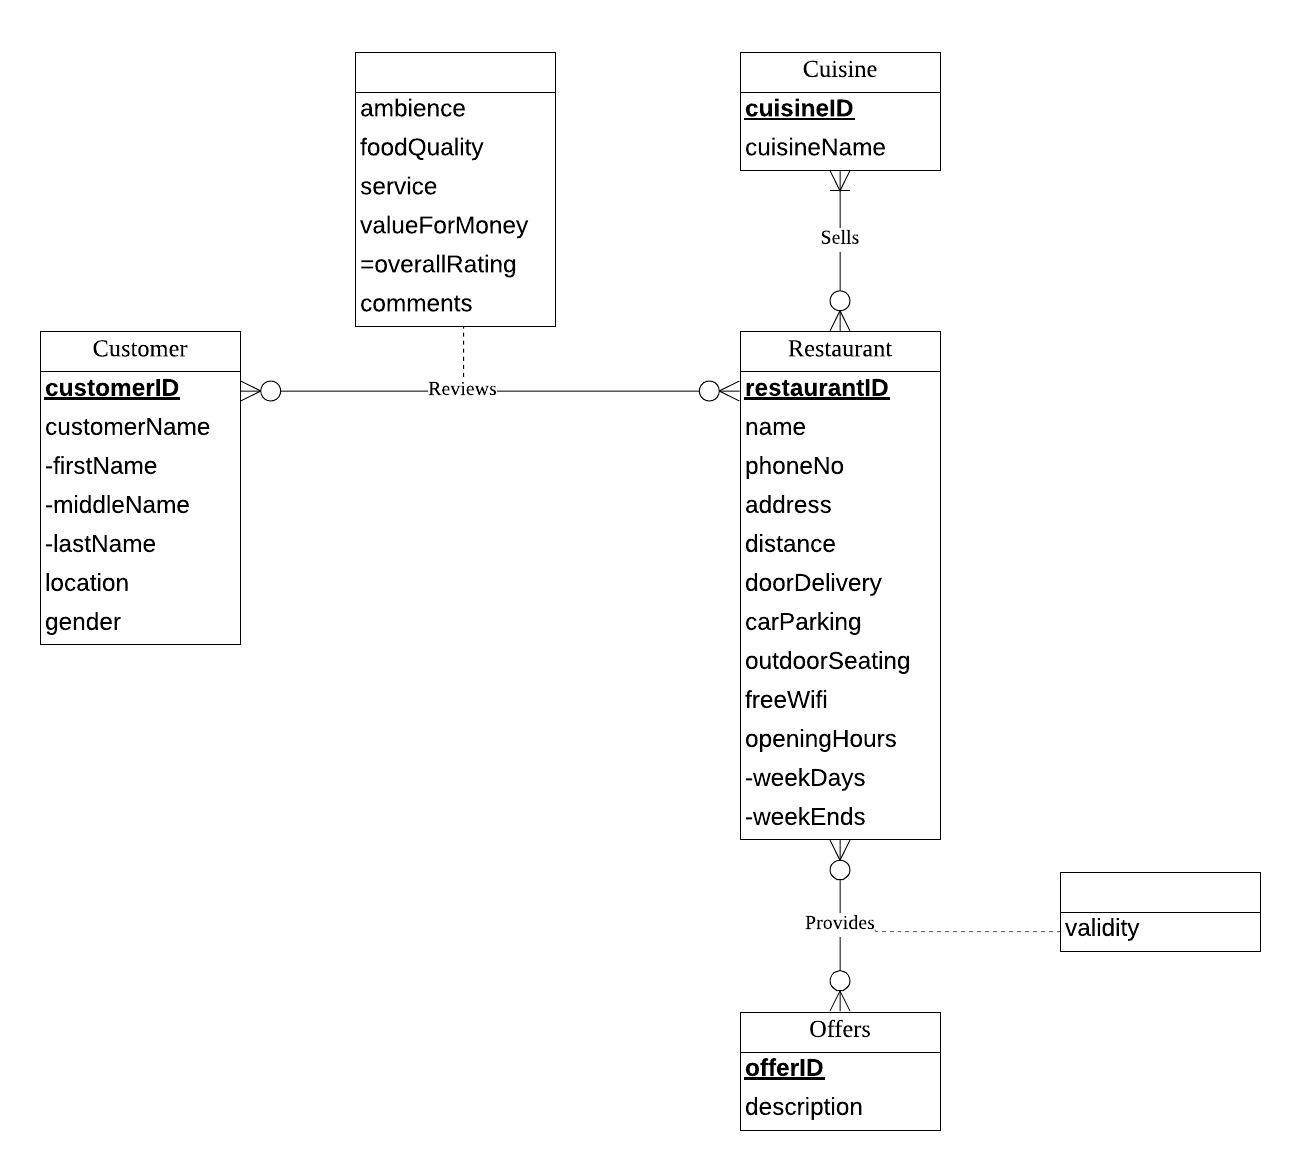 ambience
foodQuality
service
valueForMoney
=overallRating
comments
Cuisine
cuisineID
cuisineName
Sells
Customer
customerID
customerName
-firstName
-middleName
-lastName
location
gender
Reviews
Restaurant
restaurantID
name
phoneNo
address
distance
doorDelivery
carParking
outdoorSeating
freeWifi
openingHours
-weekDays
-weekEnds
Provides
validity
Offers
offerID
description